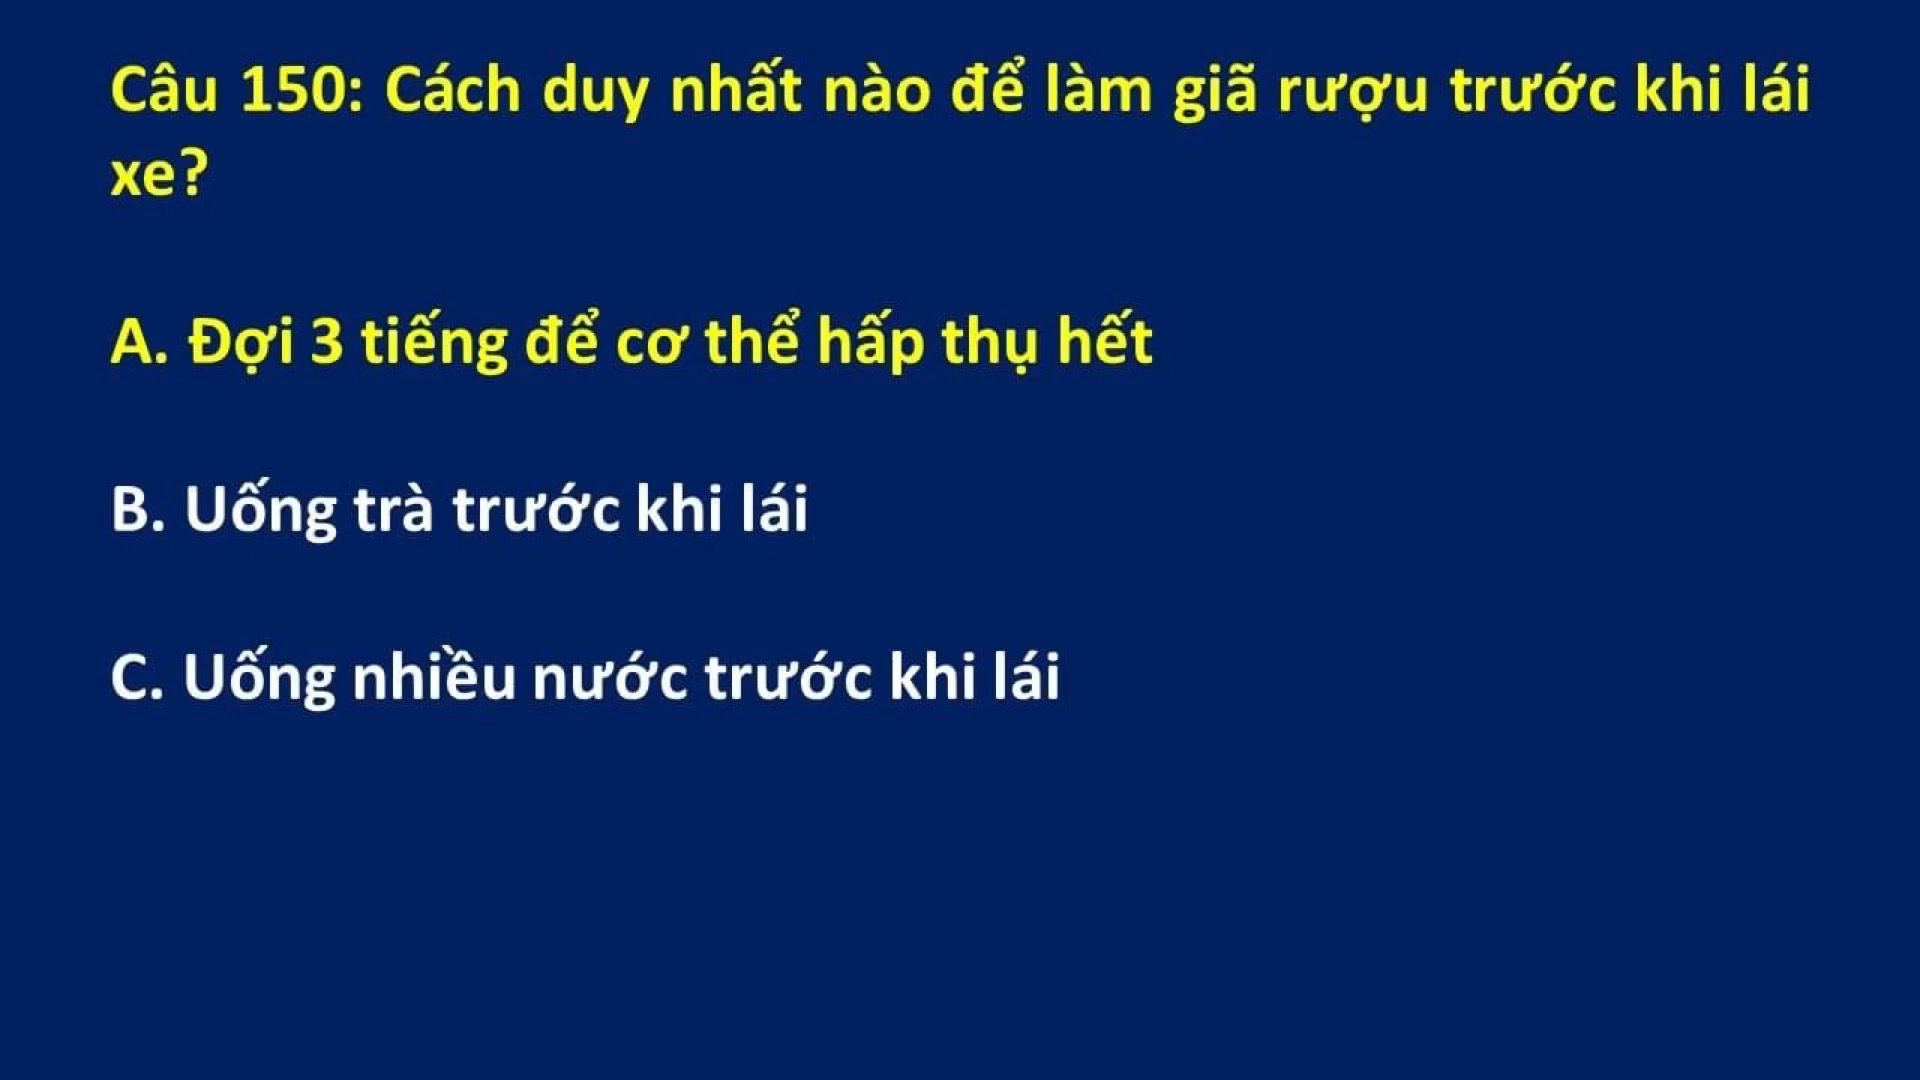 Câu 150: Cách duy nhất nào để làm giã rượu trước khi lái
xe?
A. Đợi 3 tiếng để cơ thể hấp thụ hết
B. Uống trà trước khi lái
C. Uống nhiều nước trước khi lái